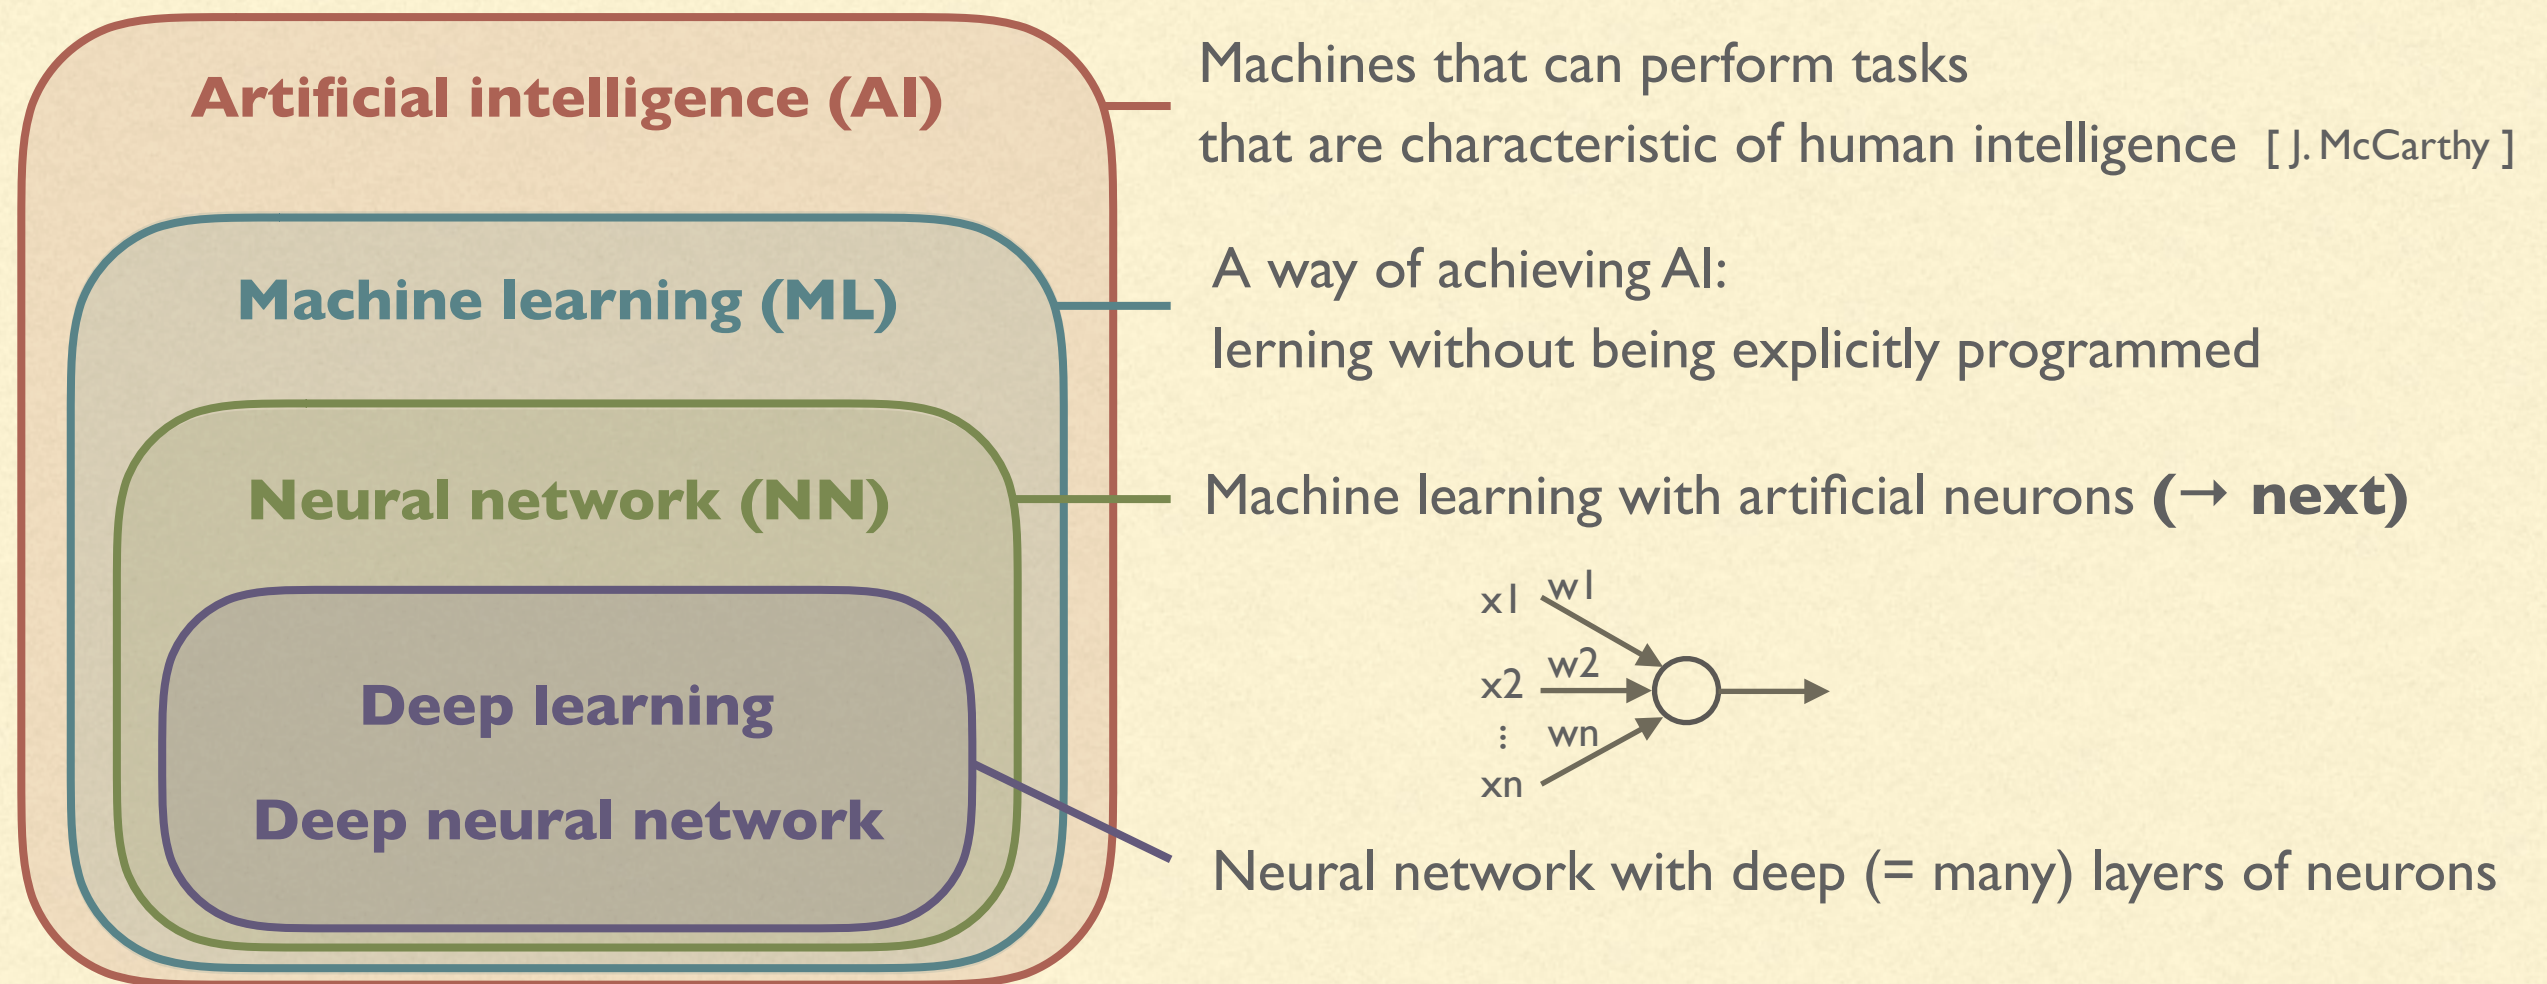 Artificial intelligence (AI)
Machines that can perform tasks
that are characteristic of human intelligence [ J. McCarthy ]
Machine learning (ML)
A way of achieving AI:
lerning without being explicitly programmed
Neural network (NN)
Machine learning with artificial neurons (→ next)
x1 w1
x2 w2
⋮ wn
xn
Deep learning
Deep neural network
Neural network with deep (= many) layers of neurons